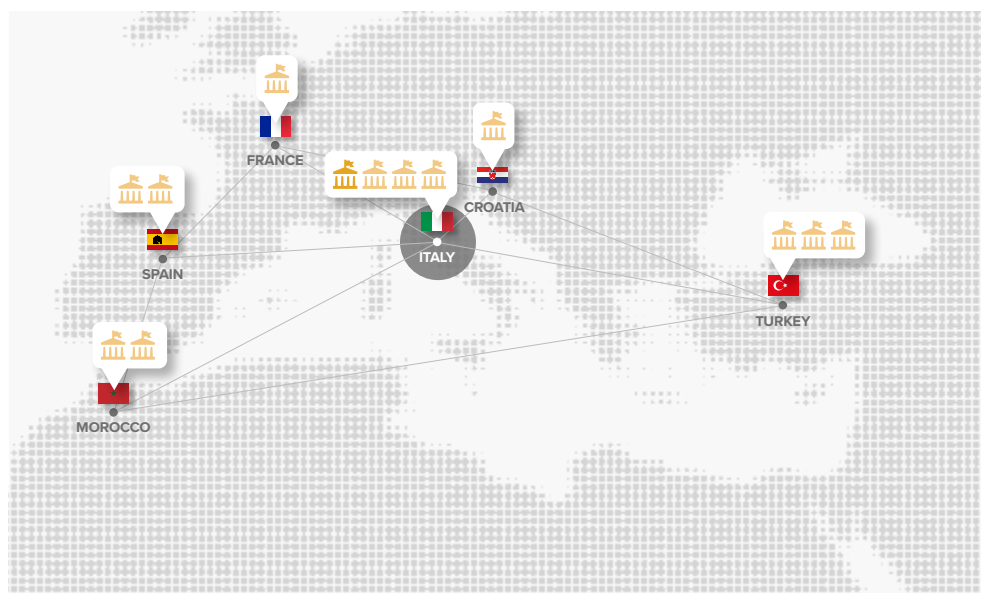 FRANCE
CROATIA
ITALY
SPAIN
TURKEY
MOROCCO